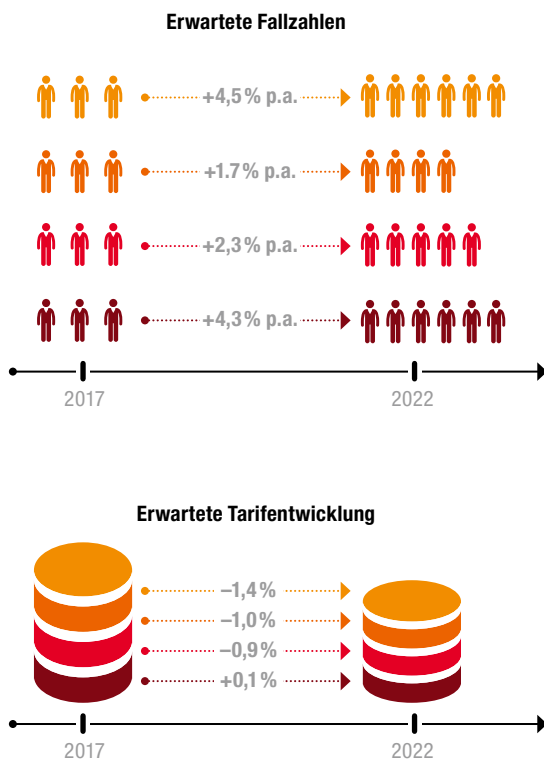 Erwartete Fallzahlen
+4,5% p.a.
+1.7% p.a.
+2,3% p.a.
+4,3% p.a.
2017 2022
Erwartete Tarifentwicklung
–1,4%
–1,0%
–0,9%
+0,1%
2017 2022